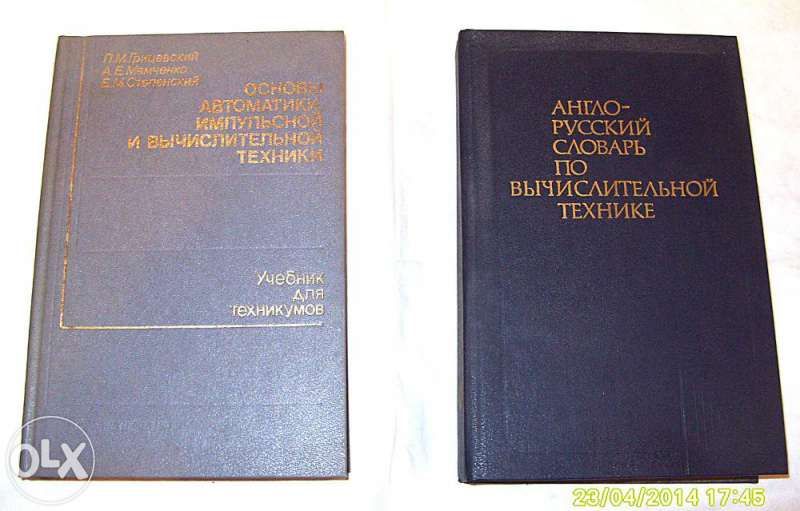 П.М.Грицевский
А.Е.Мамченко
Б.М.Степенский
ОСНОВЫ
АВТОМАТИКИ,
ИМПУЛЬСНОЙ
И ВЫЧИСЛИТЕЛЬНОЙ
ТЕХНИКИ
Учебник
для
техникумов
АНГЛО-
РУССКИЙ
СЛОВАРЬ
ПО
ВЫЧИСЛИТЕЛЬНОЙ
ТЕХНИКЕ
OLX
23/04/2014 17:45